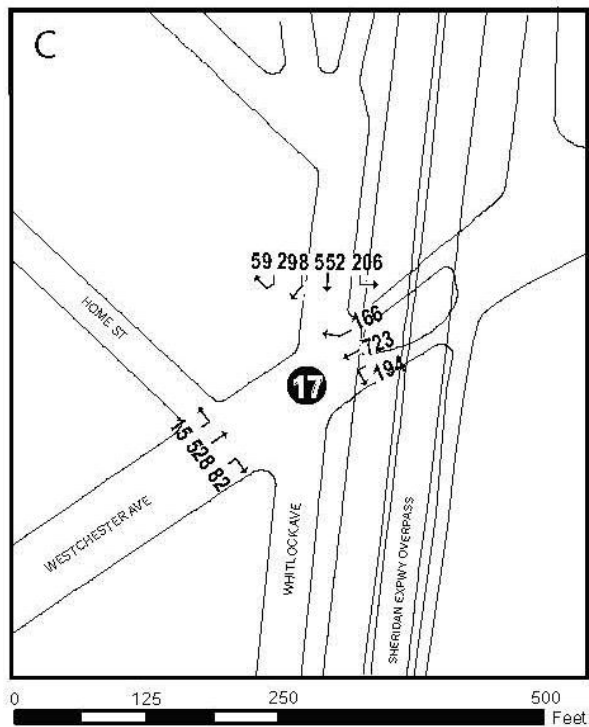 C
59 298 552 206
166
723
194
HOME ST
17
15 528 82
WESTCHESTER AVE
WHITLOCK AVE
SHERIDAN EXPWY OVERPASS
0 125 250 500
Feet